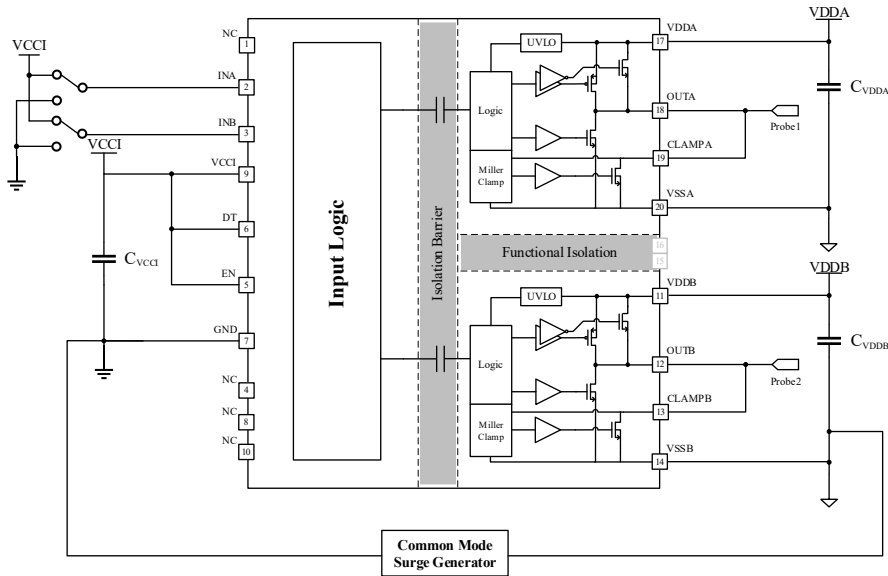 VCCI
NC
1
INA
2
INB
3
VCCI
VCCI
9
DT
6
EN
5
C_VCCI
GND
7
NC
4
NC
8
NC
10
Input Logic
Isolation Barrier
Functional Isolation
16
15
UVLO
Logic
Miller
Clamp
VDDA
17
OUTA
18
CLAMPA
19
VSSA
20
VDDA
C_VDDA
Probe1
UVLO
Logic
Miller
Clamp
VDDB
11
OUTB
12
CLAMPB
13
VSSB
14
VDDB
C_VDDB
Probe2
Common Mode
Surge Generator